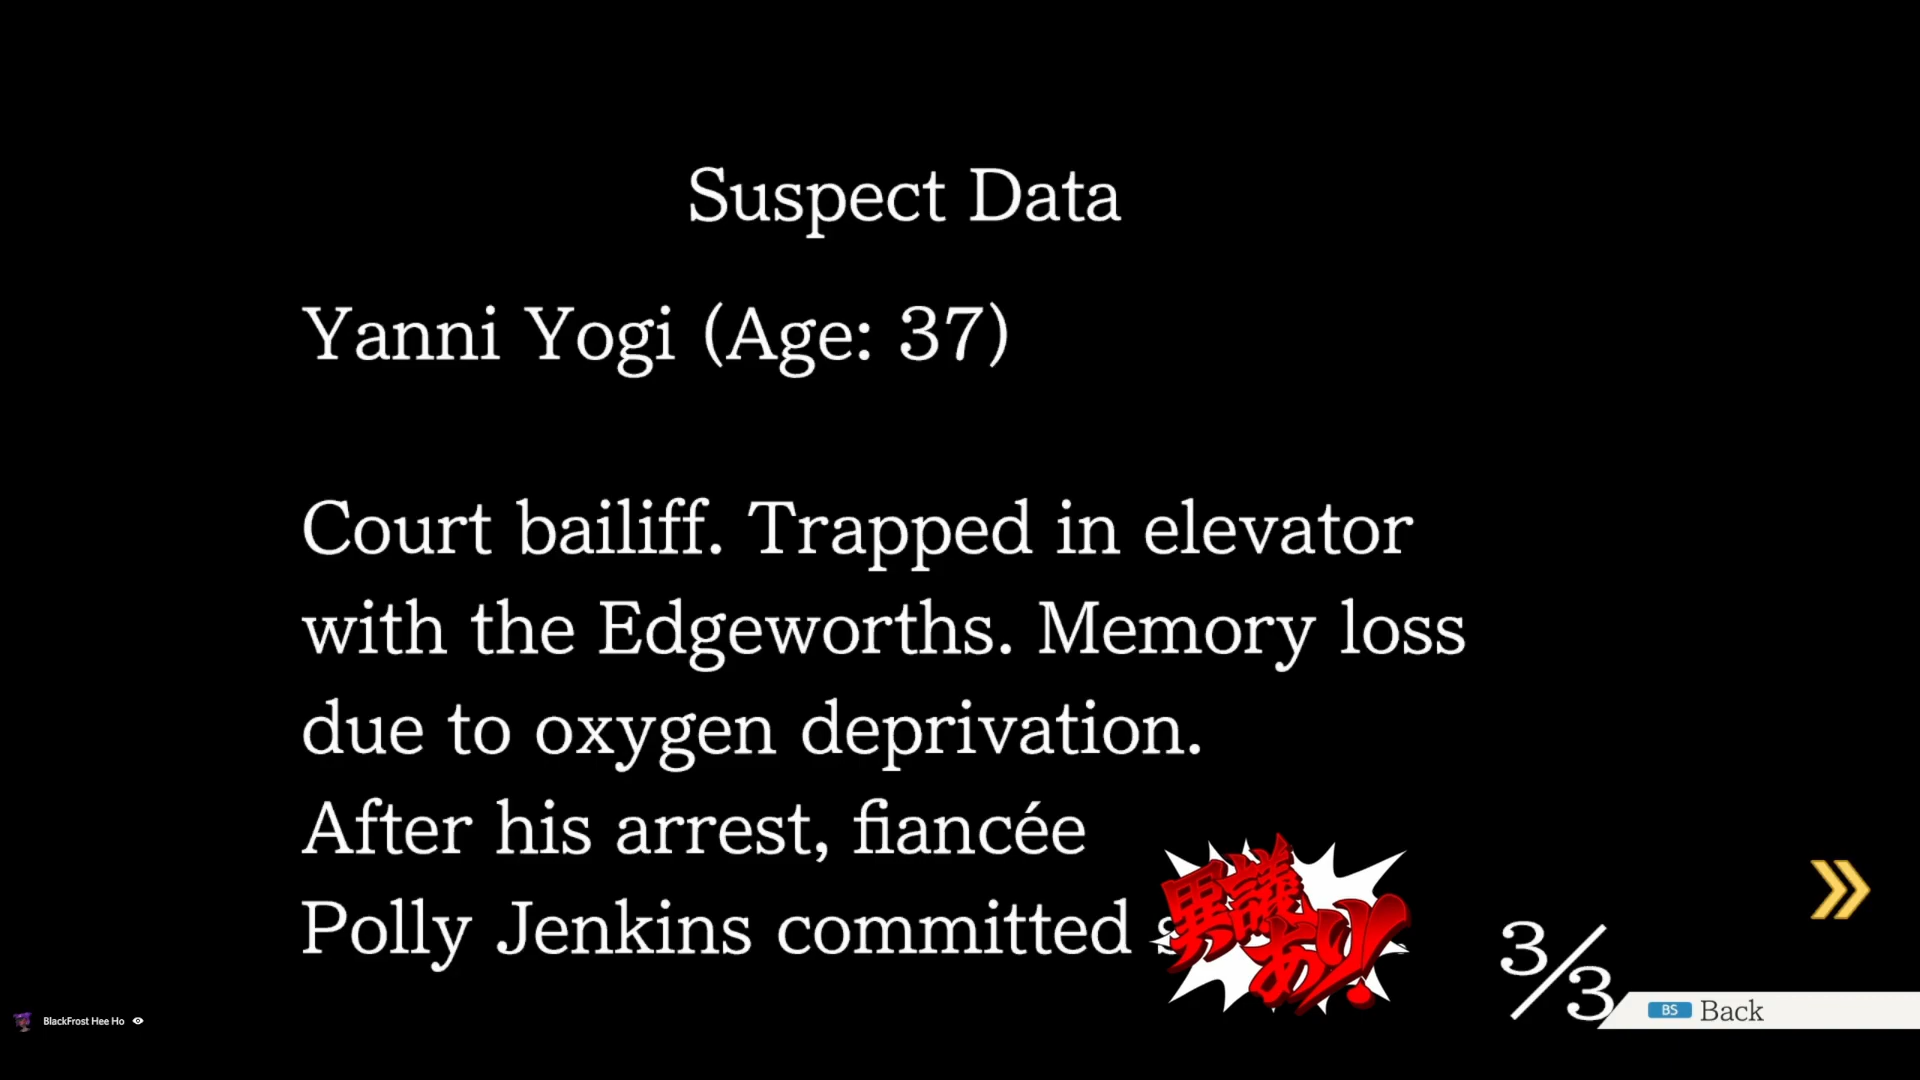 Suspect Data
Yanni Yogi (Age: 37)
Court bailiff. Trapped in elevator
with the Edgeworths. Memory loss
due to oxygen deprivation.
After his arrest, fiancée
Polly Jenkins committed
異議あり!
3/3
BS Back
BlackFrost Hee Ho